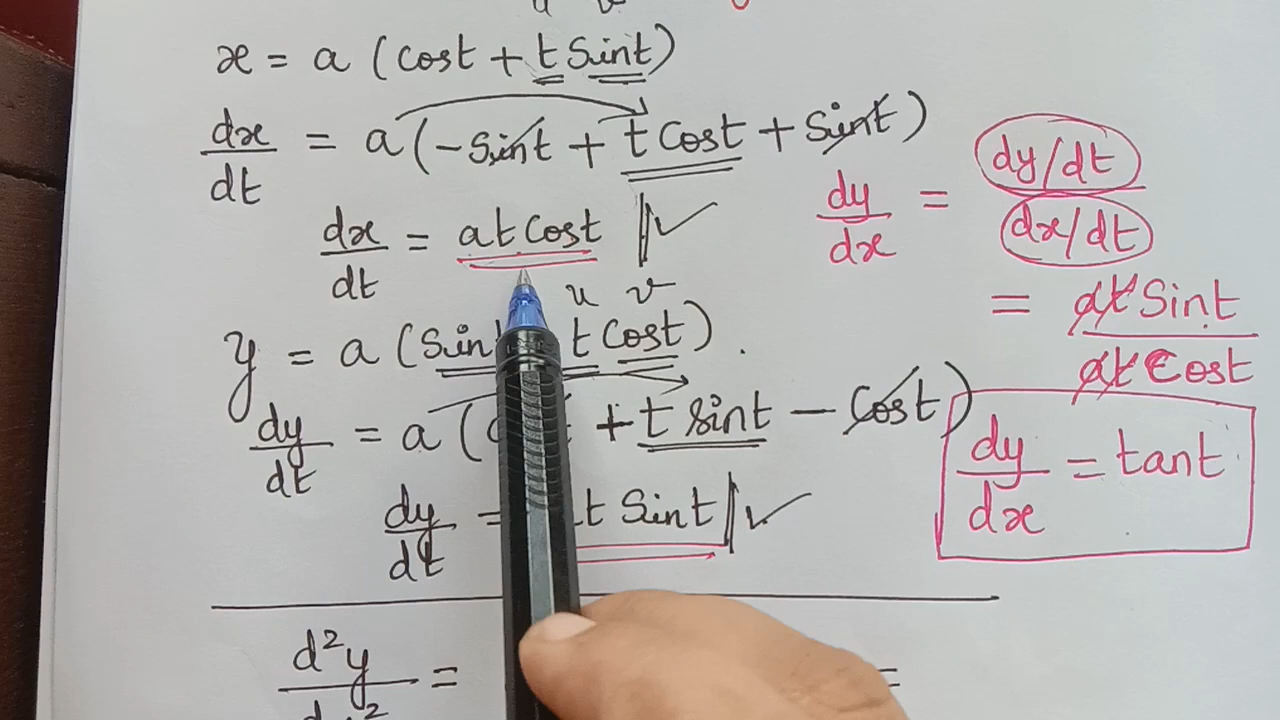 u v
x = a (Cost + t Sint)
dx/dt = a(-Sint + t Cost + Sint)
dx/dt = at Cost
u v
y = a (Sin t Cost)
dy/dt = a ( + t Sint - Cost)
dy/dt = t Sint
d²y =
=
dy/dx = dy/dt / dx/dt
= at Sint / at Cost
dy/dx = tant